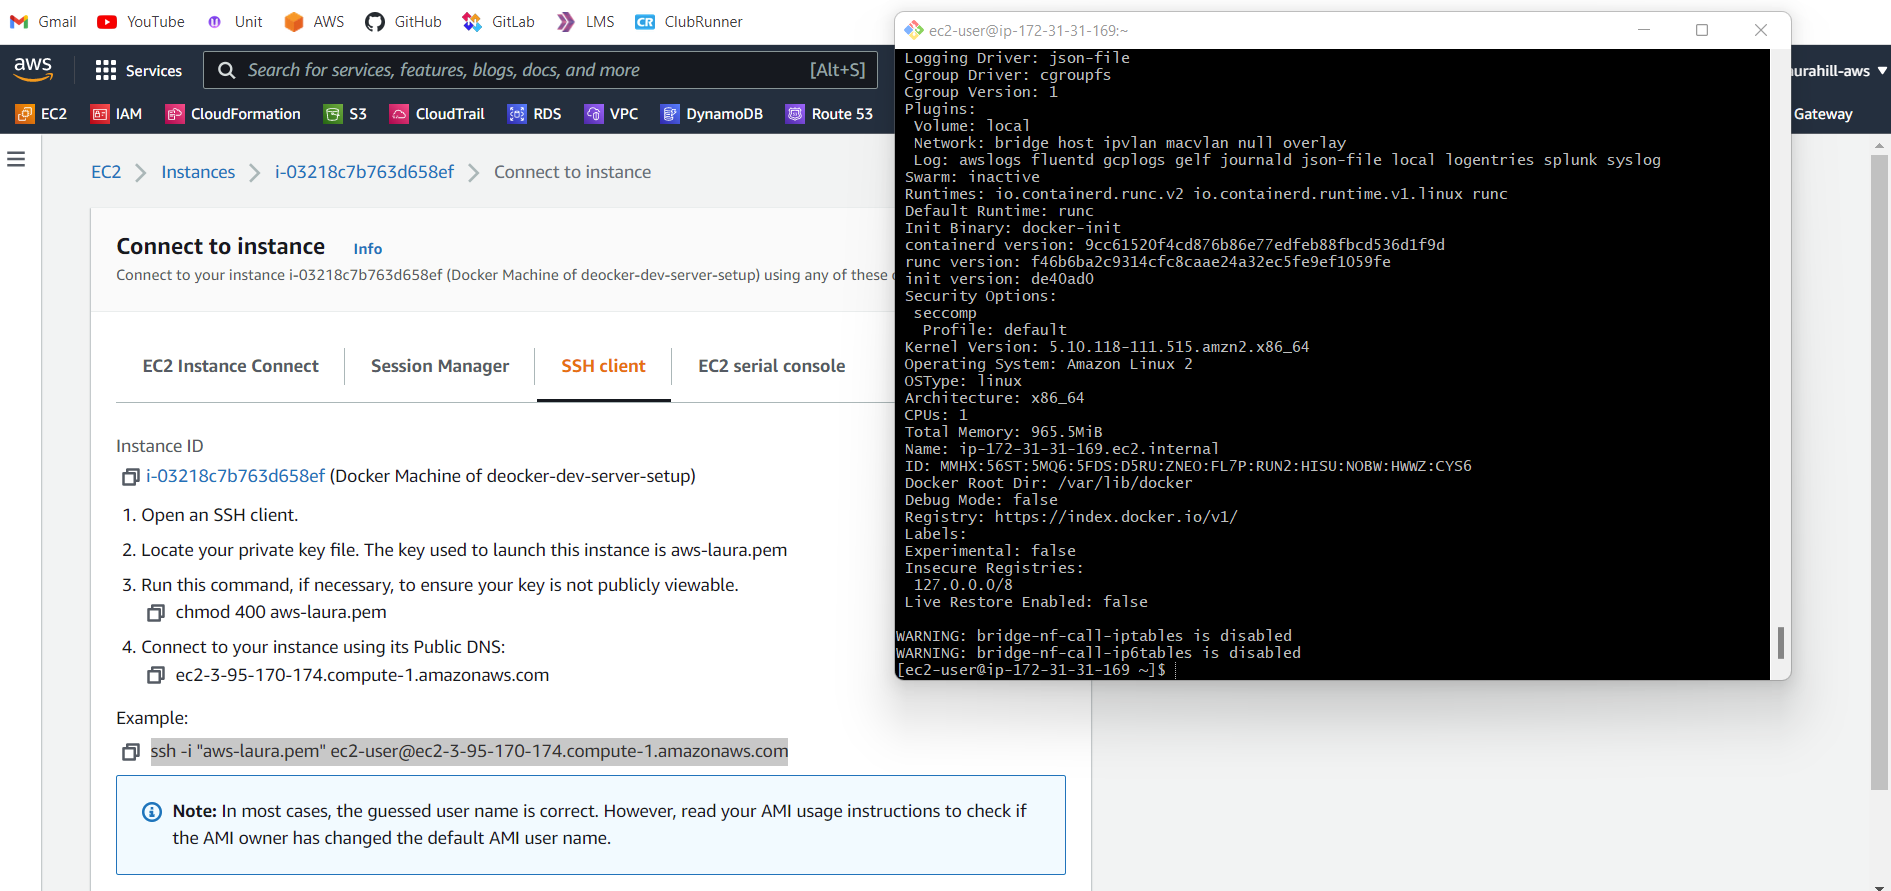 Gmail YouTube Unit AWS GitHub GitLab LMS CR ClubRunner
aws Services Search for services, features, blogs, docs, and more [Alt+S]
EC2 IAM CloudFormation S3 CloudTrail RDS VPC DynamoDB Route 53
urahill-aws
Gateway
EC2 Instances i-03218c7b763d658ef Connect to instance
Connect to instance Info
Connect to your instance i-03218c7b763d658ef (Docker Machine of deocker-dev-server-setup) using any of these
EC2 Instance Connect Session Manager SSH client EC2 serial console
Instance ID
i-03218c7b763d658ef (Docker Machine of deocker-dev-server-setup)
1. Open an SSH client.
2. Locate your private key file. The key used to launch this instance is aws-laura.pem
3. Run this command, if necessary, to ensure your key is not publicly viewable.
chmod 400 aws-laura.pem
4. Connect to your instance using its Public DNS:
ec2-3-95-170-174.compute-1.amazonaws.com
Example:
ssh -i "aws-laura.pem" ec2-user@ec2-3-95-170-174.compute-1.amazonaws.com
Note: In most cases, the guessed user name is correct. However, read your AMI usage instructions to check if
the AMI owner has changed the default AMI user name.
ec2-user@ip-172-31-31-169:~
Logging Driver: json-file
Cgroup Driver: cgroupfs
Cgroup Version: 1
Plugins:
Volume: local
Network: bridge host ipvlan macvlan null overlay
Log: awslogs fluentd gcplogs gelf journald json-file local logentries splunk syslog
Swarm: inactive
Runtimes: io.containerd.runc.v2 io.containerd.runtime.v1.linux runc
Default Runtime: runc
Init Binary: docker-init
containerd version: 9cc61520f4cd876b86e77edfeb88fbcd536d1f9d
runc version: f46b6ba2c9314cfc8caae24a32ec5fe9ef1059fe
init version: de40ad0
Security Options:
seccomp
Profile: default
Kernel Version: 5.10.118-111.515.amzn2.x86_64
Operating System: Amazon Linux 2
OSType: linux
Architecture: x86_64
CPUs: 1
Total Memory: 965.5MiB
Name: ip-172-31-31-169.ec2.internal
ID: MMHX:56ST:5MQ6:5FDS:D5RU:ZNEO:FL7P:RUN2:HISU:NOBW:HWWZ:CYS6
Docker Root Dir: /var/lib/docker
Debug Mode: false
Registry: https://index.docker.io/v1/
Labels:
Experimental: false
Insecure Registries:
127.0.0.0/8
Live Restore Enabled: false
WARNING: bridge-nf-call-iptables is disabled
WARNING: bridge-nf-call-ip6tables is disabled
[ec2-user@ip-172-31-31-169 ~]$